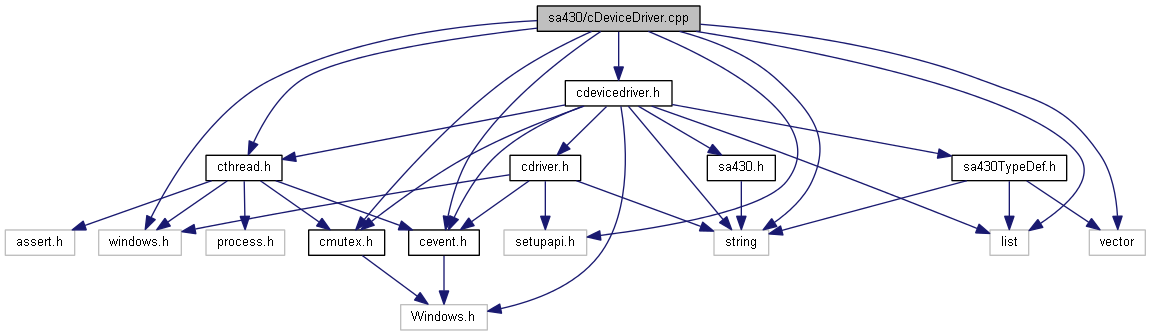 sa430/cDeviceDriver.cpp
cdevicedriver.h
cthread.h
cdriver.h
sa430.h
sa430TypeDef.h
assert.h
windows.h
process.h
cmutex.h
cevent.h
setupapi.h
string
list
vector
Windows.h